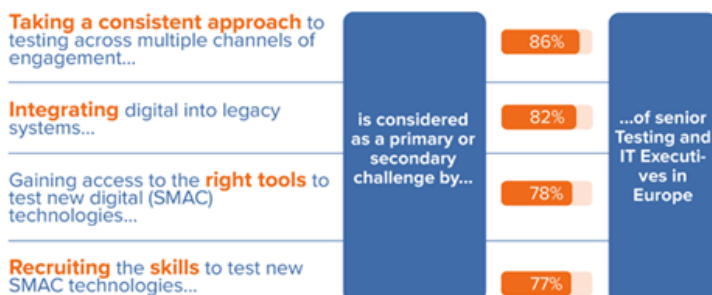 Taking a consistent approach to
testing across multiple channels of
engagement...
Integrating digital into legacy
systems...
Gaining access to the right tools to
test new digital (SMAC)
technologies...
Recruiting the skills to test new
SMAC technologies...
is considered
as a primary or
secondary
challenge by...
86%
82%
78%
77%
...of senior
Testing and
IT Executi-
ves in
Europe